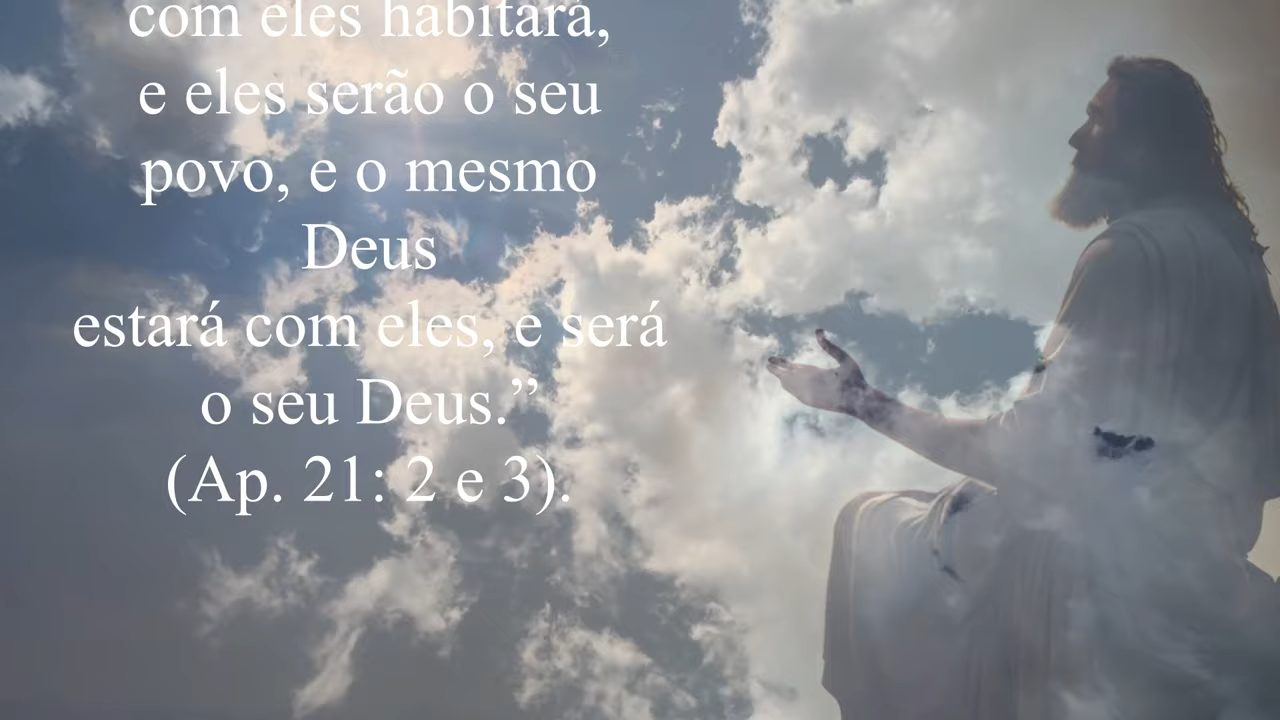 com eles habitará,
e eles serão o seu
povo, e o mesmo
Deus
estará com eles, e será
o seu Deus.”
(Ap. 21: 2 e 3).